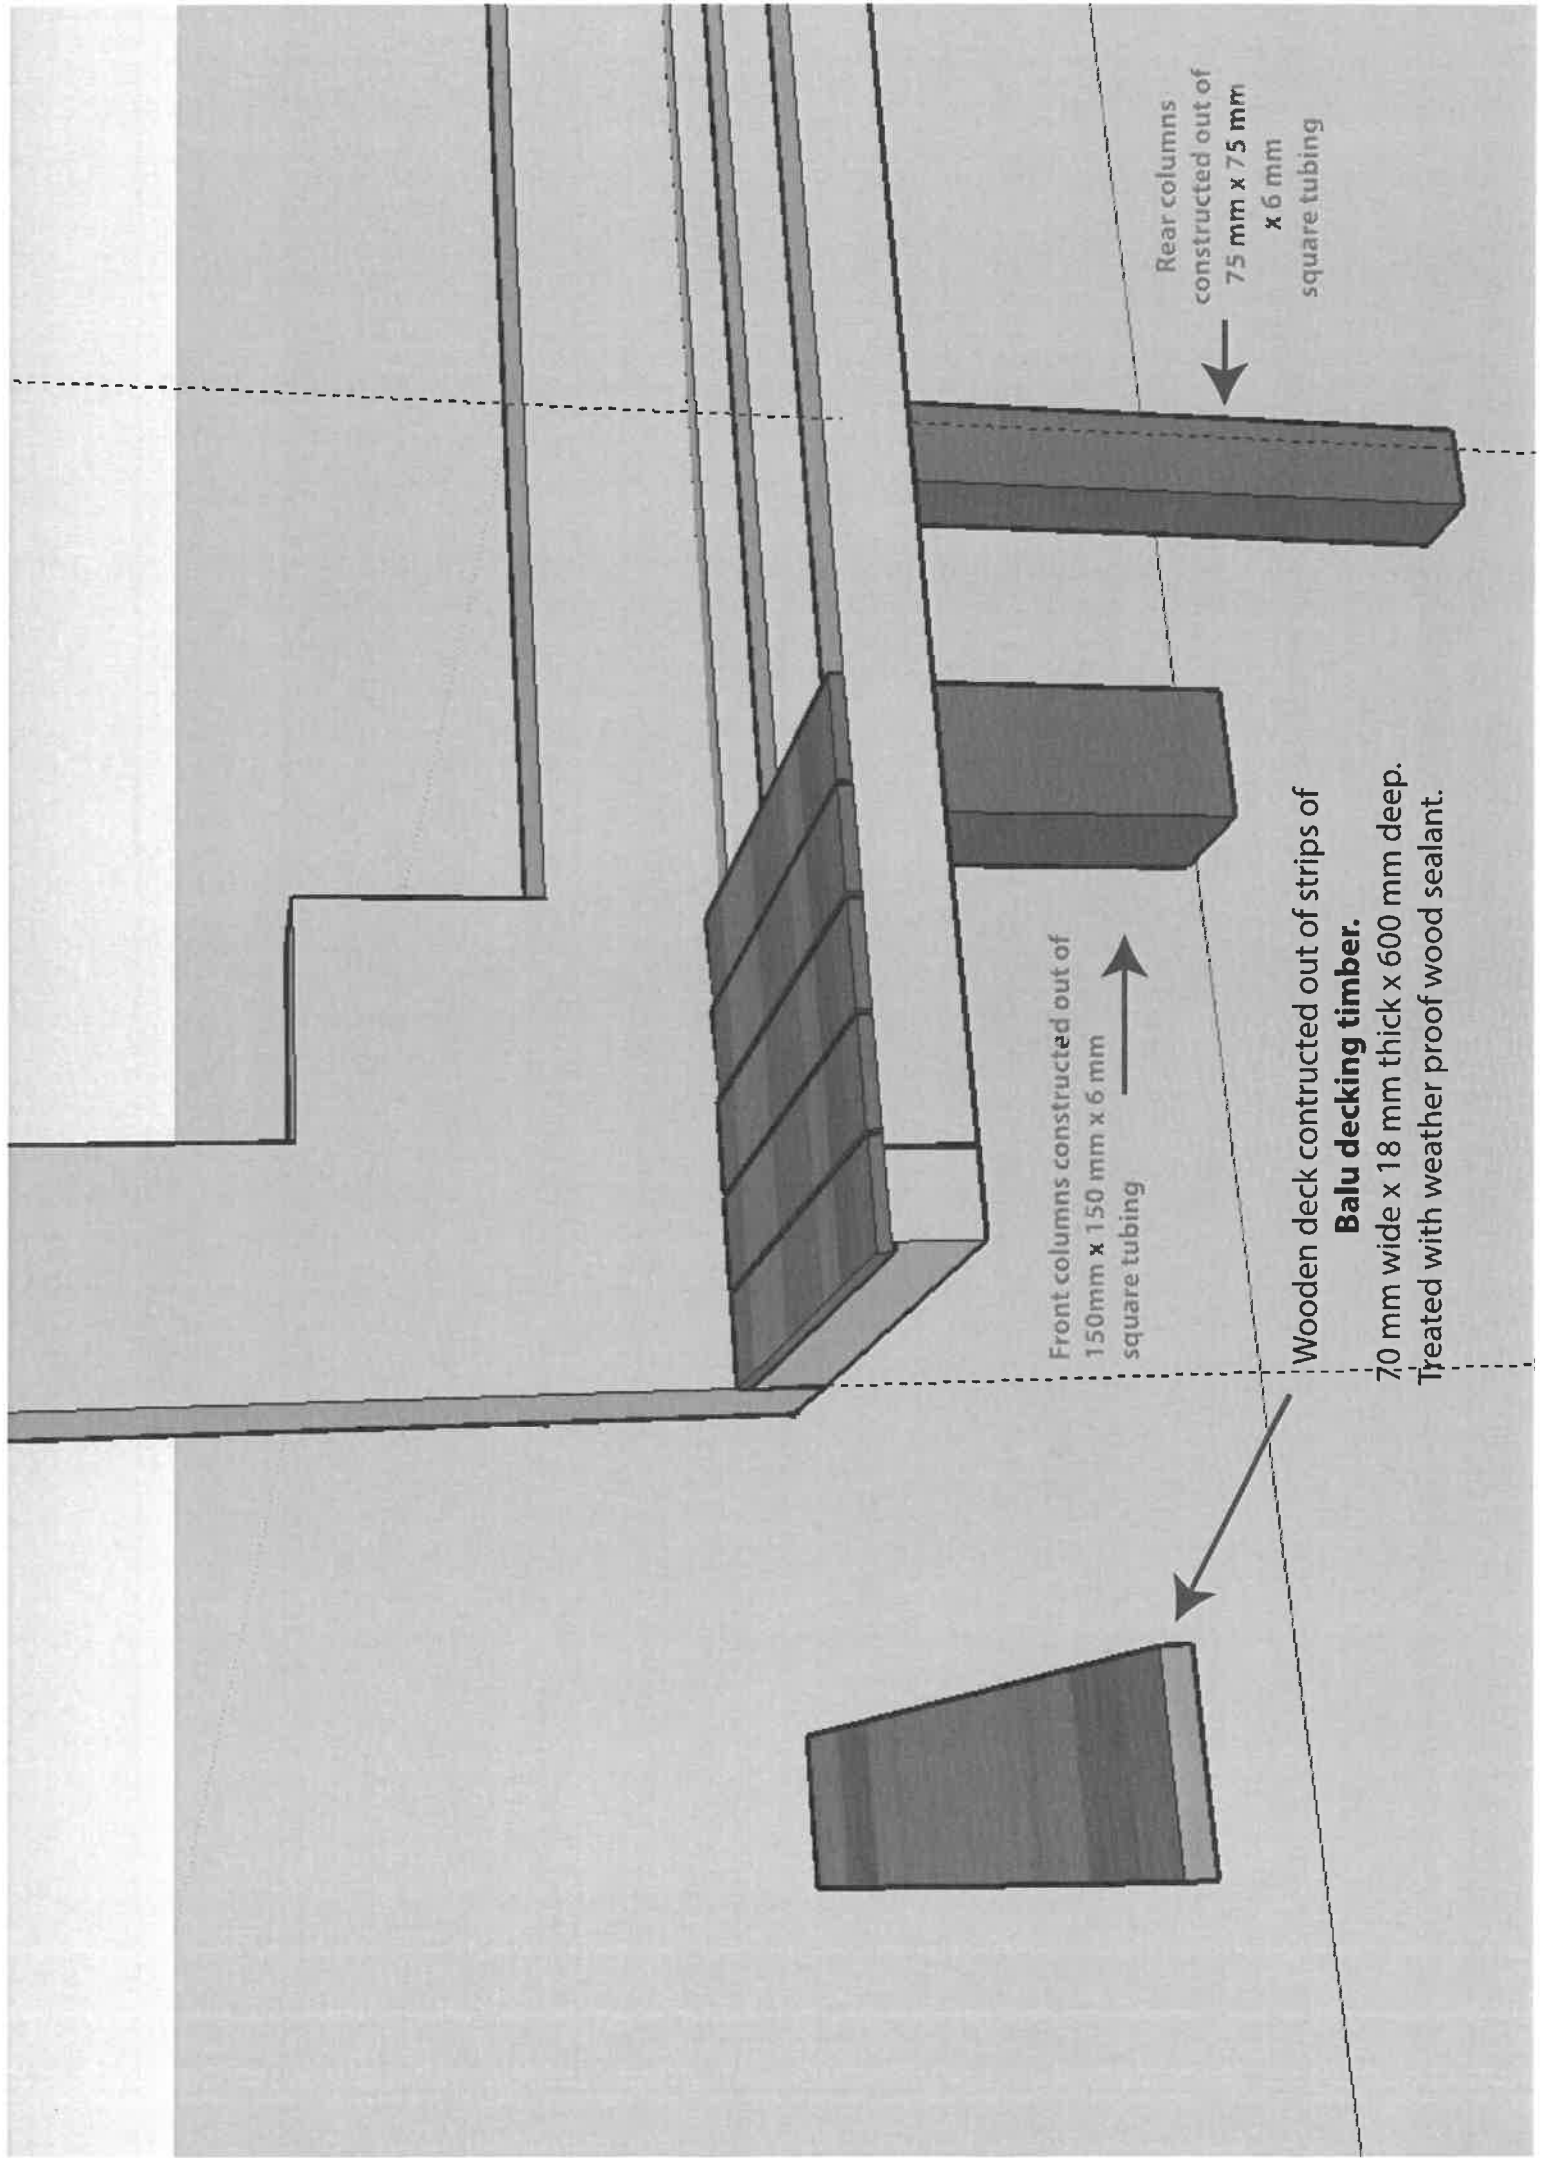 Rear columns
constructed out of
75 mm x 75 mm
x 6 mm
square tubing
Front columns constructed out of
150mm x 150 mm x 6 mm
square tubing
Wooden deck contructed out of strips of
Balu decking timber.
70 mm wide x 18 mm thick x 600 mm deep.
Treated with weather proof wood sealant.